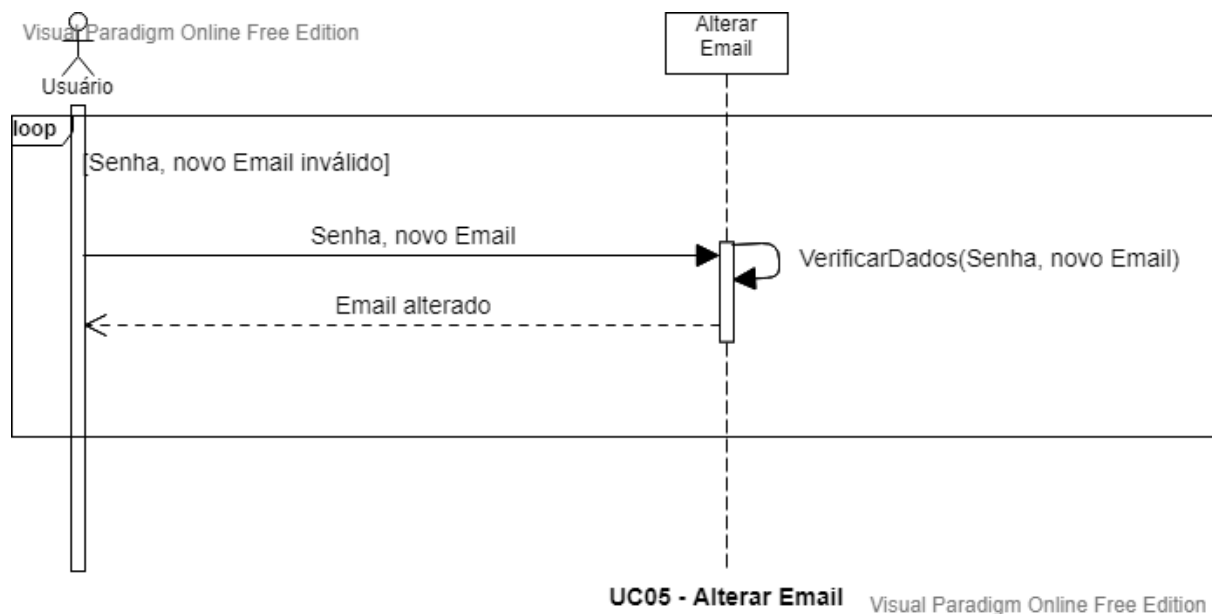 Visual Paradigm Online Free Edition
Alterar
Email
Usuário
loop
[Senha, novo Email inválido]
Senha, novo Email
VerificarDados(Senha, novo Email)
Email alterado
UC05 - Alterar Email
Visual Paradigm Online Free Edition